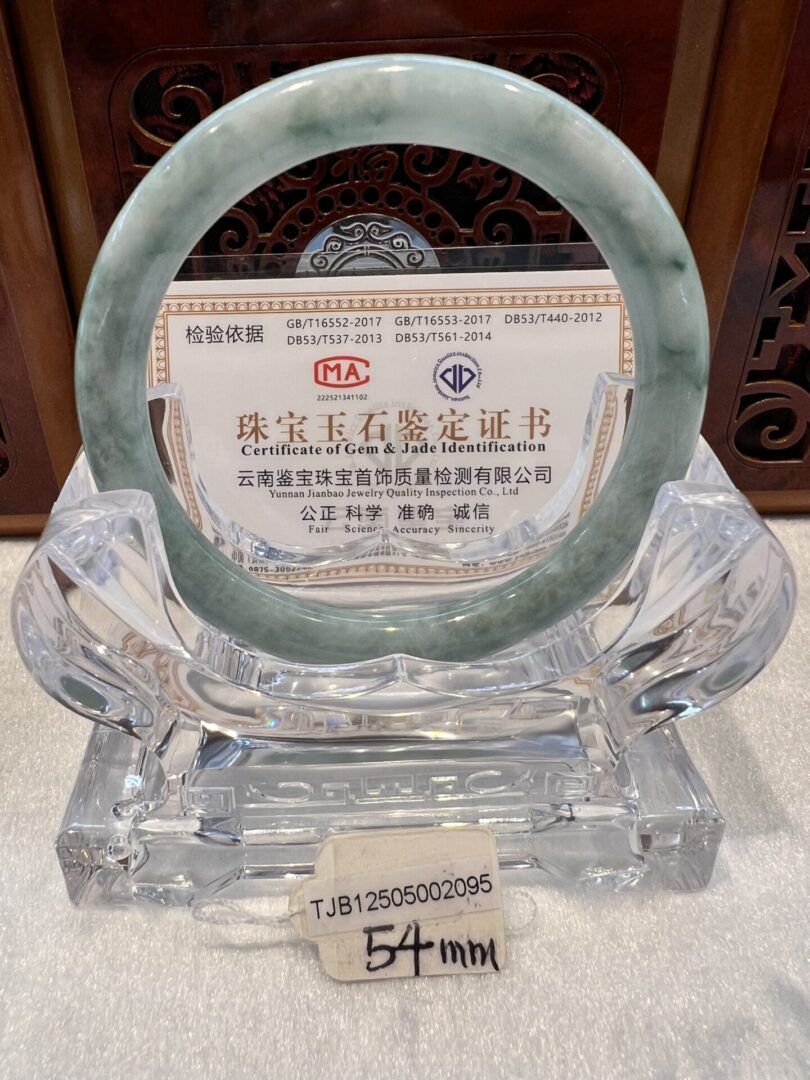 检验依据 GB/T16552-2017 GB/T16553-2017 DB53/T440-2012
DB53/T537-2013 DB53/T561-2014
CMA
222521341102
珠宝玉石鉴定证书
Certificate of Gem & Jade Identification
云南鉴宝珠宝首饰质量检测有限公司
Yunnan Jianbao Jewelry Quality Inspection Co., Ltd
公正 科学 准确 诚信
Fair Science Accuracy Sincerity
TJB12505002095
54mm